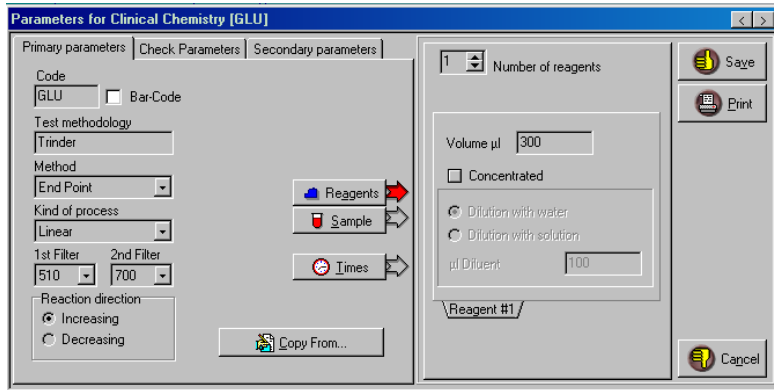 Parameters for Clinical Chemistry [GLU]
< >
Primary parameters Check Parameters Secondary parameters
Code
GLU Bar-Code
Test methodology
Trinder
Method
End Point
Kind of process
Linear
1st Filter 2nd Filter
510 700
Reaction direction
Increasing
Decreasing
Reagents
Sample
Times
Copy From...
1 Number of reagents
Volume µl 300
Concentrated
Dilution with water
Dilution with solution
µl Diluent 100
Reagent #1
Save
Print
Cancel